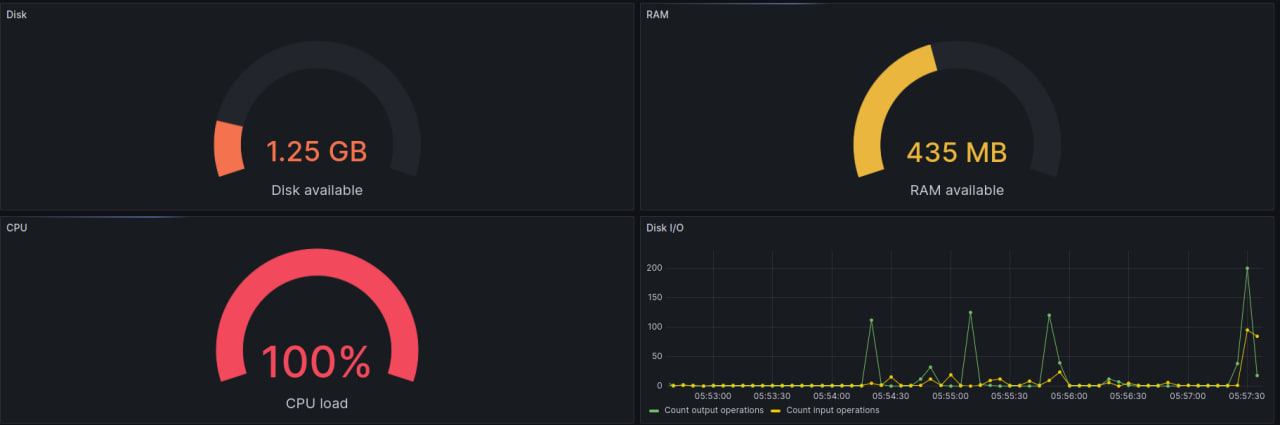 Disk
1.25 GB
Disk available
RAM
435 MB
RAM available
CPU
100%
CPU load
Disk I/O
200
150
100
50
0
05:53:00 05:53:30 05:54:00 05:54:30 05:55:00 05:55:30 05:56:00 05:56:30 05:57:00 05:57:30
Count output operations Count input operations